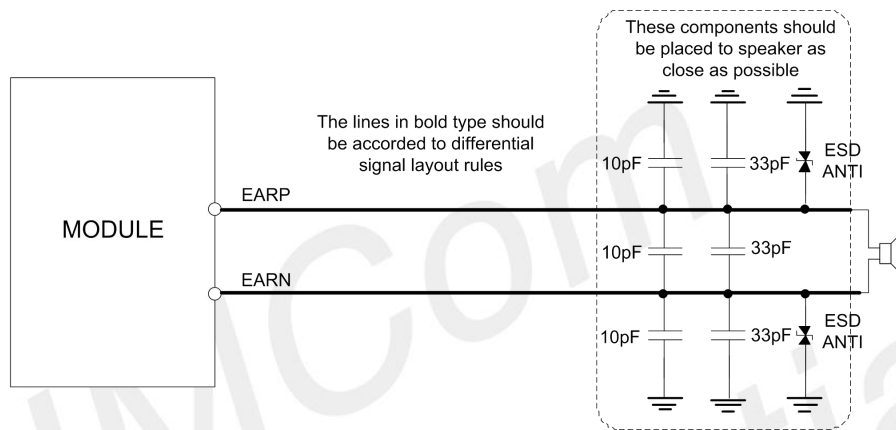 These components should
be placed to speaker as
close as possible
The lines in bold type should
be accorded to differential
signal layout rules
10pF
33pF
ESD
ANTI
EARP
MODULE
10pF
33pF
EARN
10pF
33pF
ESD
ANTI